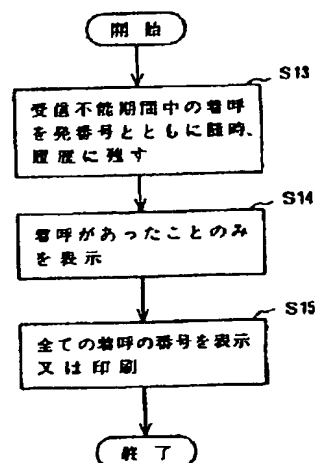 開始
S13
受信不能期間中の着呼
を発番号とともに随時、
履歴に残す
S14
着呼があったことのみ
を表示
S15
全ての着呼の番号を表示
又は印刷
終了